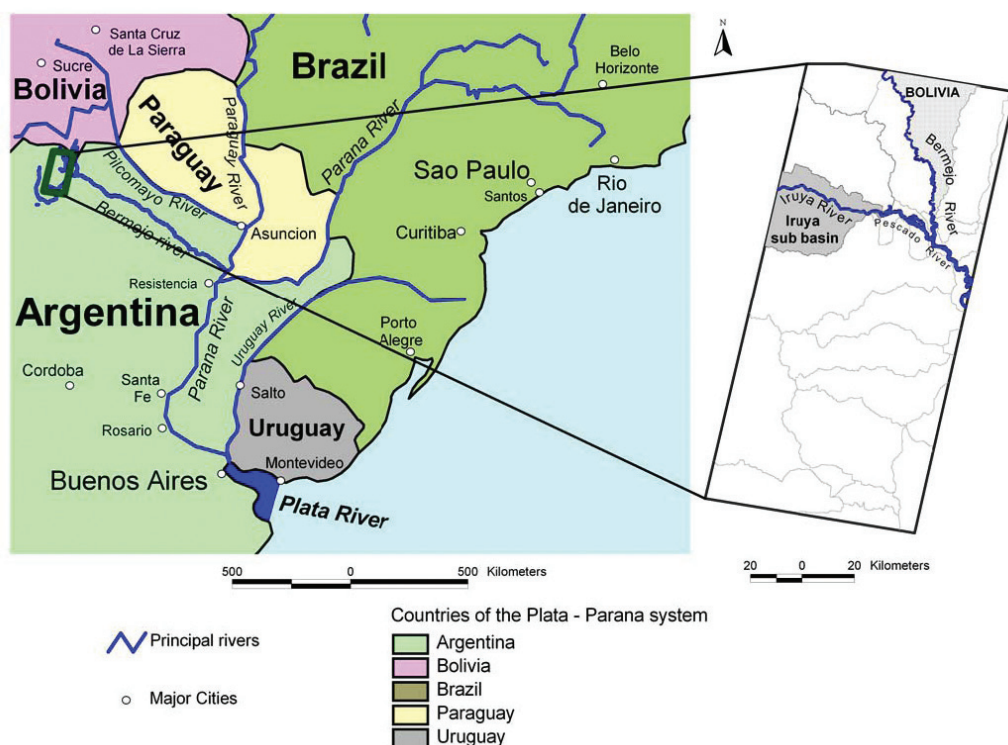 Santa Cruz
de La Sierra
Sucre
Bolivia
Brazil
Belo
Horizonte
Paraguay
Paraguay River
Parana River
Pilcomayo River
Bermejo river
Asuncion
Sao Paulo
Santos
Rio
de Janeiro
Curitiba
Resistencia
Argentina
Parana River
Uruguay River
Porto
Alegre
Cordoba
Santa
Fe
Salto
Rosario
Uruguay
Buenos Aires
Montevideo
Plata River
N
BOLIVIA
Bermejo River
Iruya River
Iruya
sub basin
Pescado River
500 0 500 Kilometers
20 0 20 Kilometers
Principal rivers
Major Cities
Countries of the Plata - Parana system
Argentina
Bolivia
Brazil
Paraguay
Uruguay